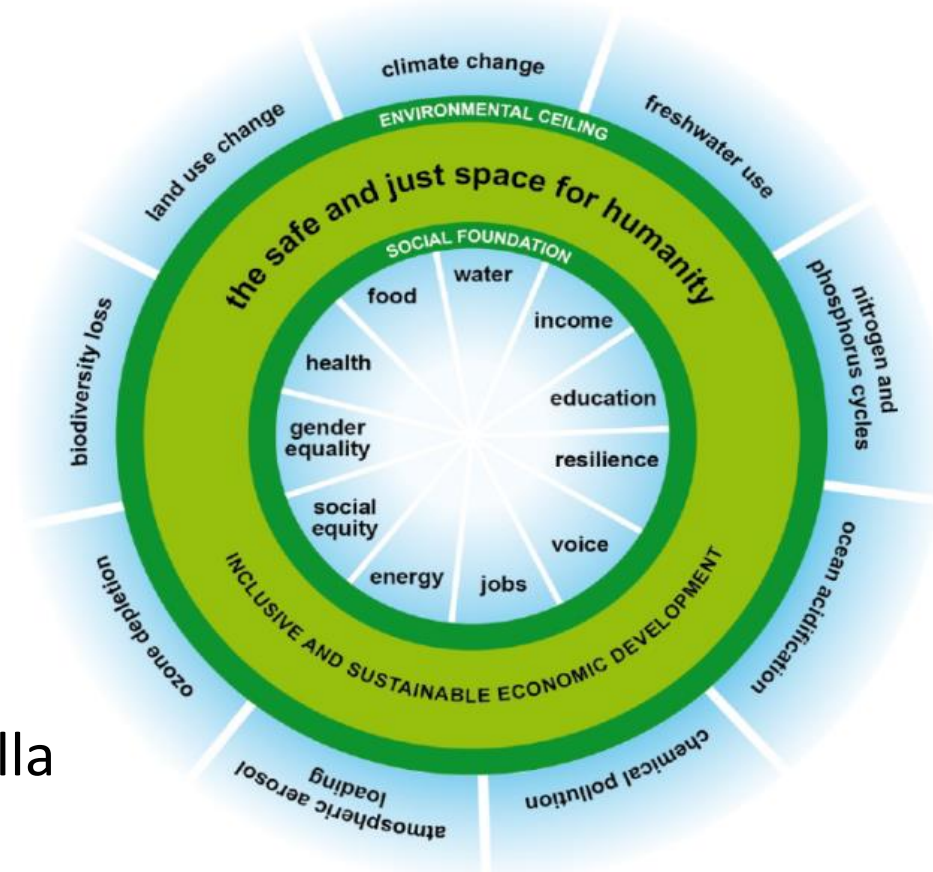 climate change
ENVIRONMENTAL CEILING
freshwater use
land use change
the safe and just space for humanity
SOCIAL FOUNDATION
water
food
income
health
education
gender
equality
resilience
social
equity
voice
energy
jobs
nitrogen and
phosphorus cycles
biodiversity loss
ocean acidification
ozone depletion
INCLUSIVE AND SUSTAINABLE ECONOMIC DEVELOPMENT
chemical pollution
atmospheric aerosol
loading
lla